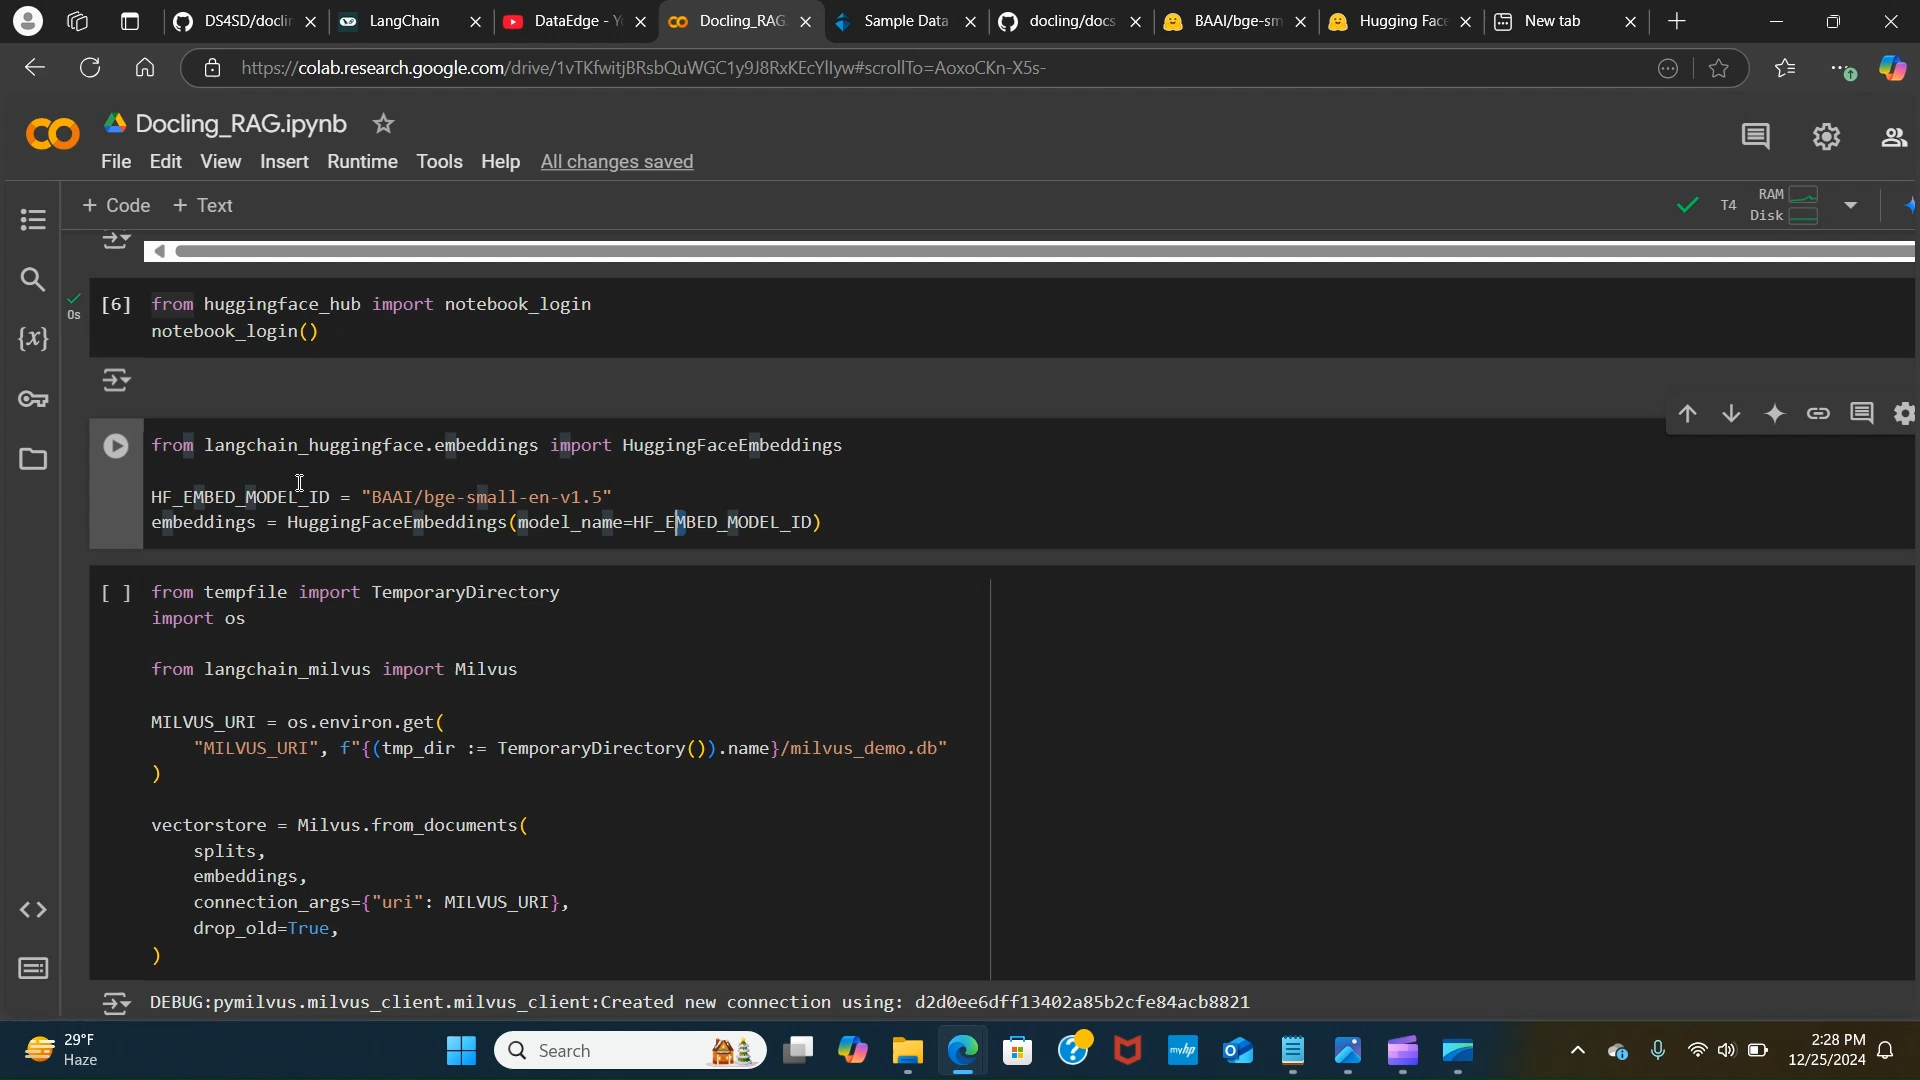 DS4SD/doclir
LangChain
DataEdge - Y
Docling_RAG.
Sample Data
docling/docs
BAAI/bge-sm
Hugging Face
New tab
https://colab.research.google.com/drive/1vTKfwitjBRsbQuWGC1y9J8RxKEcYIlyw#scrollTo=AoxoCKn-X5s-
Docling_RAG.ipynb
File Edit View Insert Runtime Tools Help All changes saved
+ Code + Text
T4 RAM
Disk
[6] from huggingface_hub import notebook_login
0s
notebook_login()
from langchain_huggingface.embeddings import HuggingFaceEmbeddings
HF_EMBED_MODEL_ID = "BAAI/bge-small-en-v1.5"
embeddings = HuggingFaceEmbeddings(model_name=HF_EMBED_MODEL_ID)
[ ] from tempfile import TemporaryDirectory
import os
from langchain_milvus import Milvus
MILVUS_URI = os.environ.get(
"MILVUS_URI", f"{(tmp_dir := TemporaryDirectory()).name}/milvus_demo.db"
)
vectorstore = Milvus.from_documents(
splits,
embeddings,
connection_args={"uri": MILVUS_URI},
drop_old=True,
)
DEBUG:pymilvus.milvus_client.milvus_client:Created new connection using: d2d0ee6dff13402a85b2cfe84acb8821
29°F
Haze
Search
myhp
2:28 PM
12/25/2024